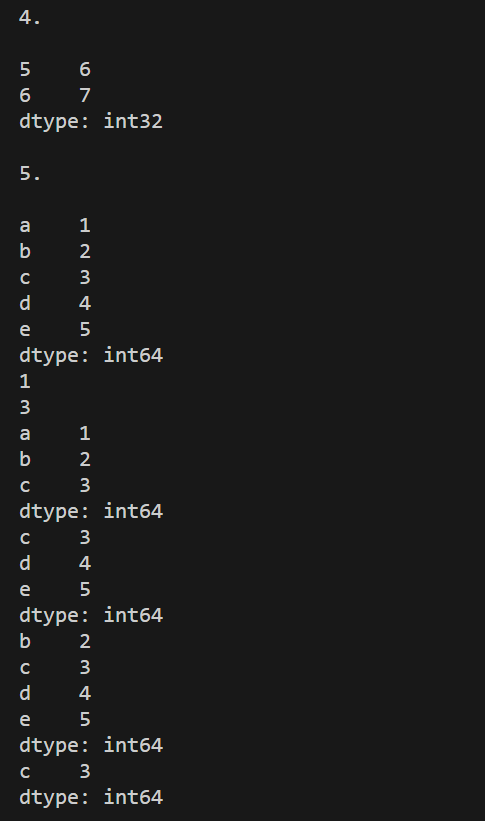 4.
5    6
6    7
dtype: int32
5.
a    1
b    2
c    3
d    4
e    5
dtype: int64
1
3
a    1
b    2
c    3
dtype: int64
c    3
d    4
e    5
dtype: int64
b    2
c    3
d    4
e    5
dtype: int64
c    3
dtype: int64